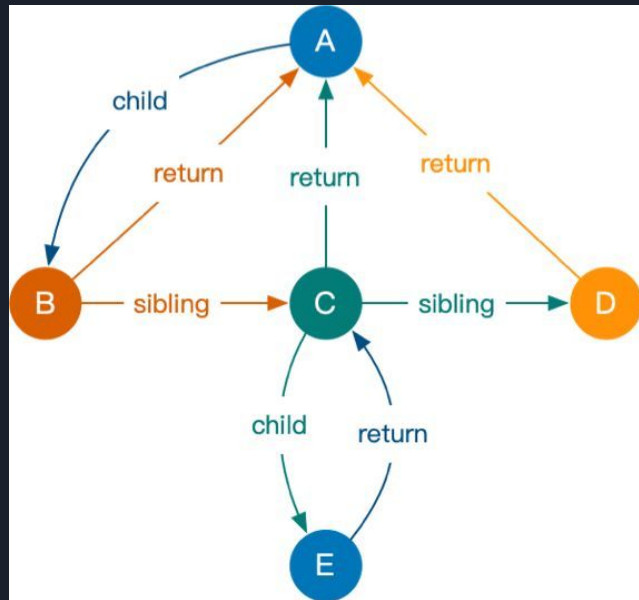 A
child
return
return
return
B
sibling
C
sibling
D
child
return
E